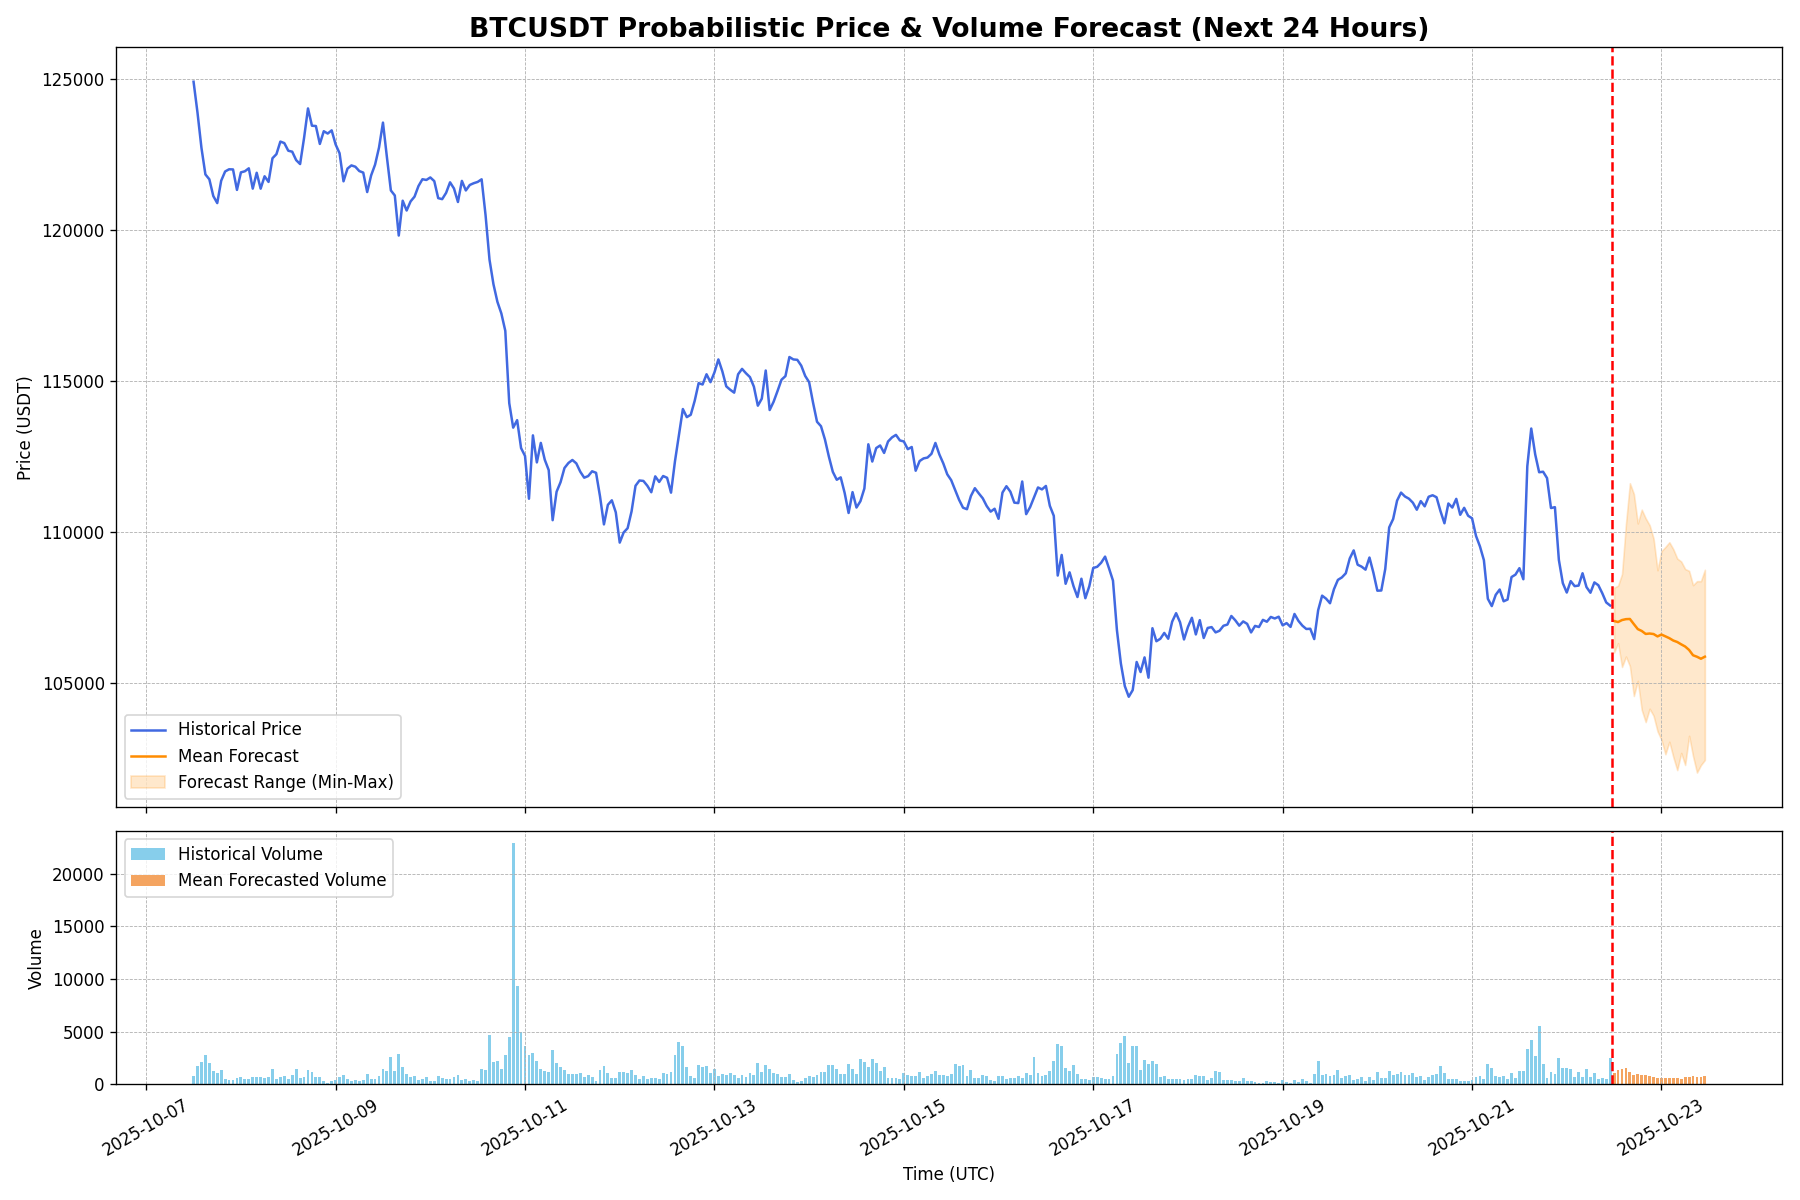 BTCUSDT Probabilistic Price & Volume Forecast (Next 24 Hours)
125000
120000
115000
110000
105000
Price (USDT)
Historical Price
Mean Forecast
Forecast Range (Min-Max)
Historical Volume
Mean Forecasted Volume
20000
15000
10000
5000
0
Volume
2025-10-07
2025-10-09
2025-10-11
2025-10-13
2025-10-15
2025-10-17
2025-10-19
2025-10-21
2025-10-23
Time (UTC)